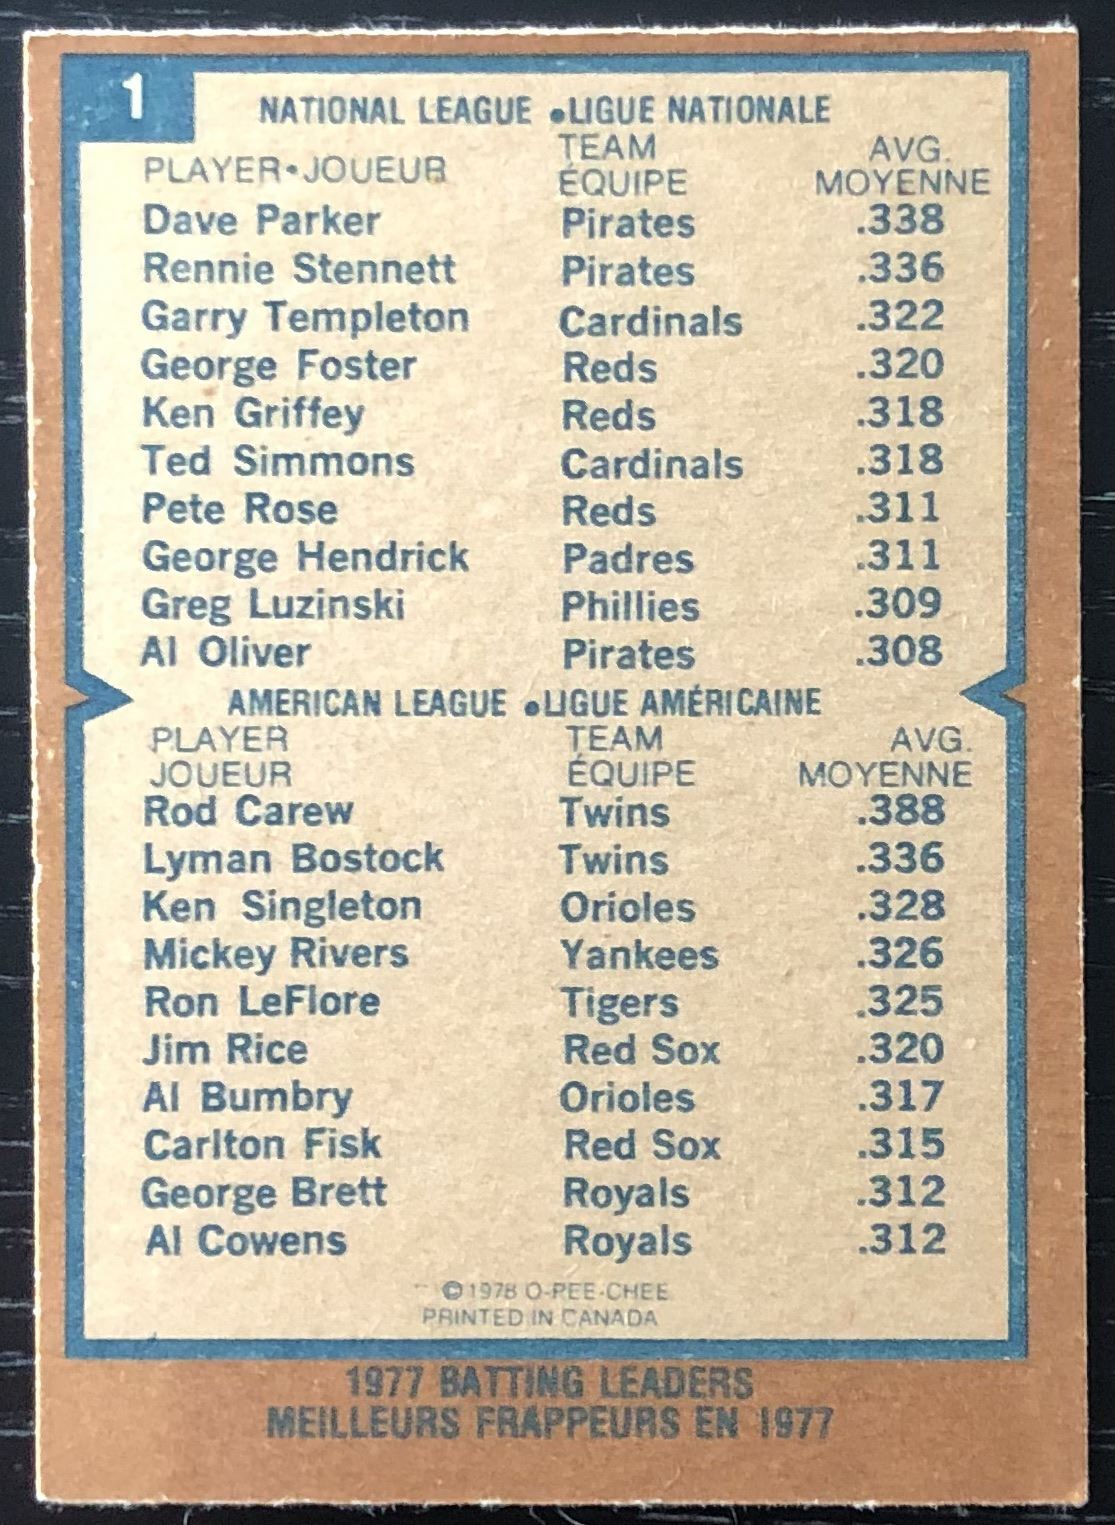 1
NATIONAL LEAGUE •LIGUE NATIONALE
PLAYER•JOUEUR TEAM ÉQUIPE AVG. MOYENNE
Dave Parker Pirates .338
Rennie Stennett Pirates .336
Garry Templeton Cardinals .322
George Foster Reds .320
Ken Griffey Reds .318
Ted Simmons Cardinals .318
Pete Rose Reds .311
George Hendrick Padres .311
Greg Luzinski Phillies .309
Al Oliver Pirates .308
AMERICAN LEAGUE •LIGUE AMÉRICAINE
PLAYER TEAM AVG.
JOUEUR ÉQUIPE MOYENNE
Rod Carew Twins .388
Lyman Bostock Twins .336
Ken Singleton Orioles .328
Mickey Rivers Yankees .326
Ron LeFlore Tigers .325
Jim Rice Red Sox .320
Al Bumbry Orioles .317
Carlton Fisk Red Sox .315
George Brett Royals .312
Al Cowens Royals .312
©1978 O-PEE-CHEE
PRINTED IN CANADA
1977 BATTING LEADERS
MEILLEURS FRAPPEURS EN 1977